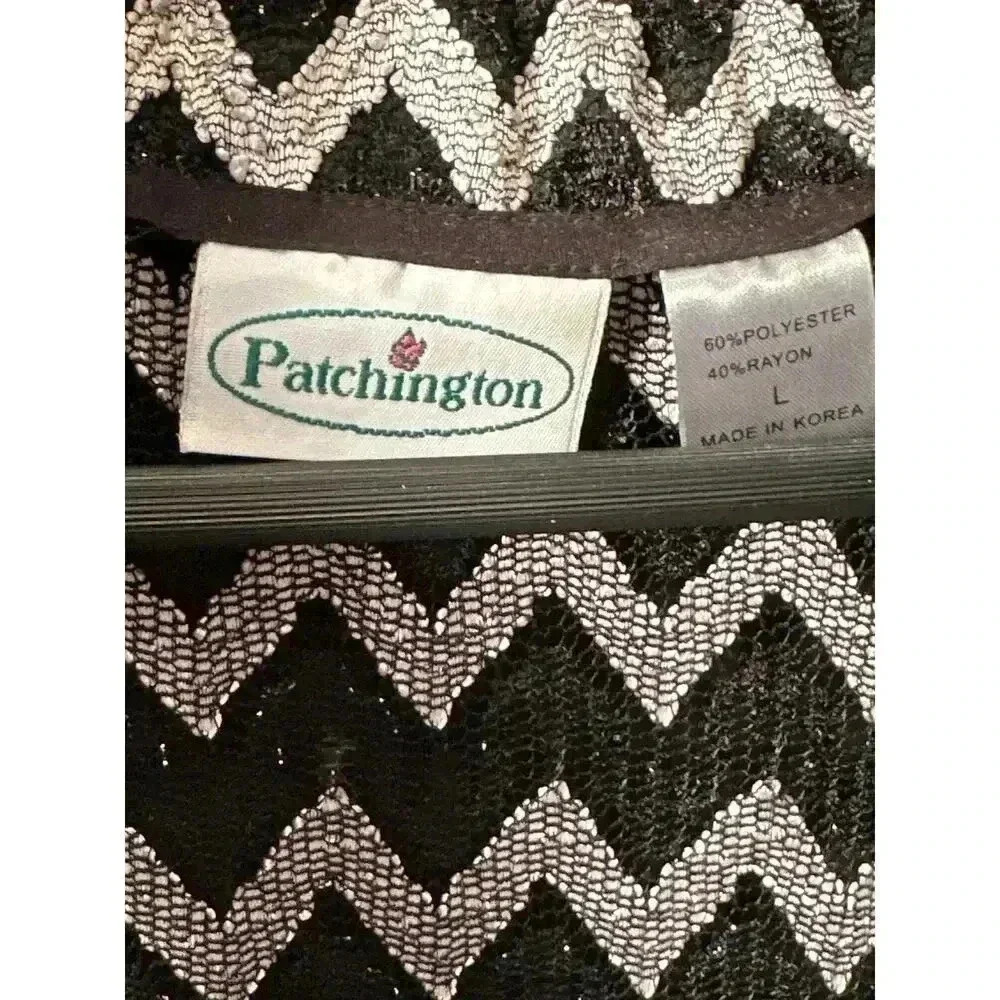 Patchington
60%POLYESTER
40%RAYON
L
MADE IN KOREA